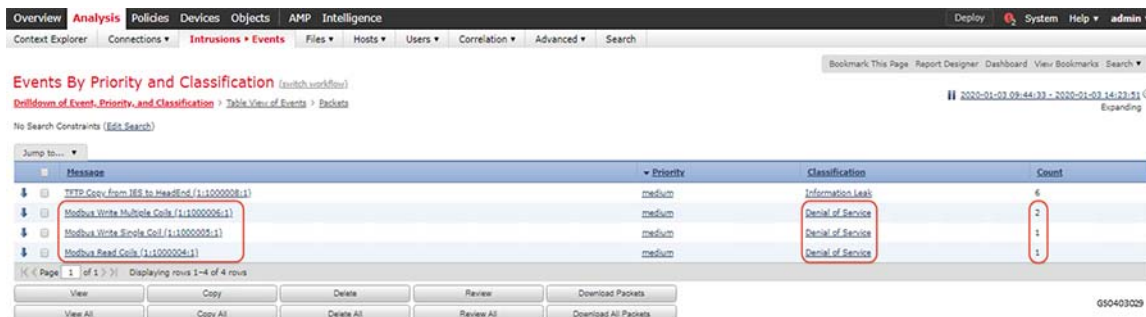 Overview Analysis Policies Devices Objects AMP Intelligence Deploy System Help admin
Context Explorer Connections Intrusions Events Files Hosts Users Correlation Advanced Search
Bookmark This Page Report Designer Dashboard View Bookmarks Search
Events By Priority and Classification (switch workflow)
2020-01-03 09:44:33 - 2020-01-03 14:23:51
Expanding
Drilldown of Event, Priority, and Classification > Table View of Events > Packets
No Search Constraints (Edit Search)
Jump to...
Message Priority Classification Count
TFTP Copy from IES to HeadEnd (1:1000008:1) medium Information Leak 6
Modbus Write Multiple Coils (1:1000006:1) medium Denial of Service 2
Modbus Write Single Coil (1:1000005:1) medium Denial of Service 1
Modbus Read Coils (1:1000004:1) medium Denial of Service 1
|< < Page 1 of 1 > >| Displaying rows 1–4 of 4 rows
View Copy Delete Review Download Packets
View All Copy All Delete All Review All Download All Packets
GS0403029